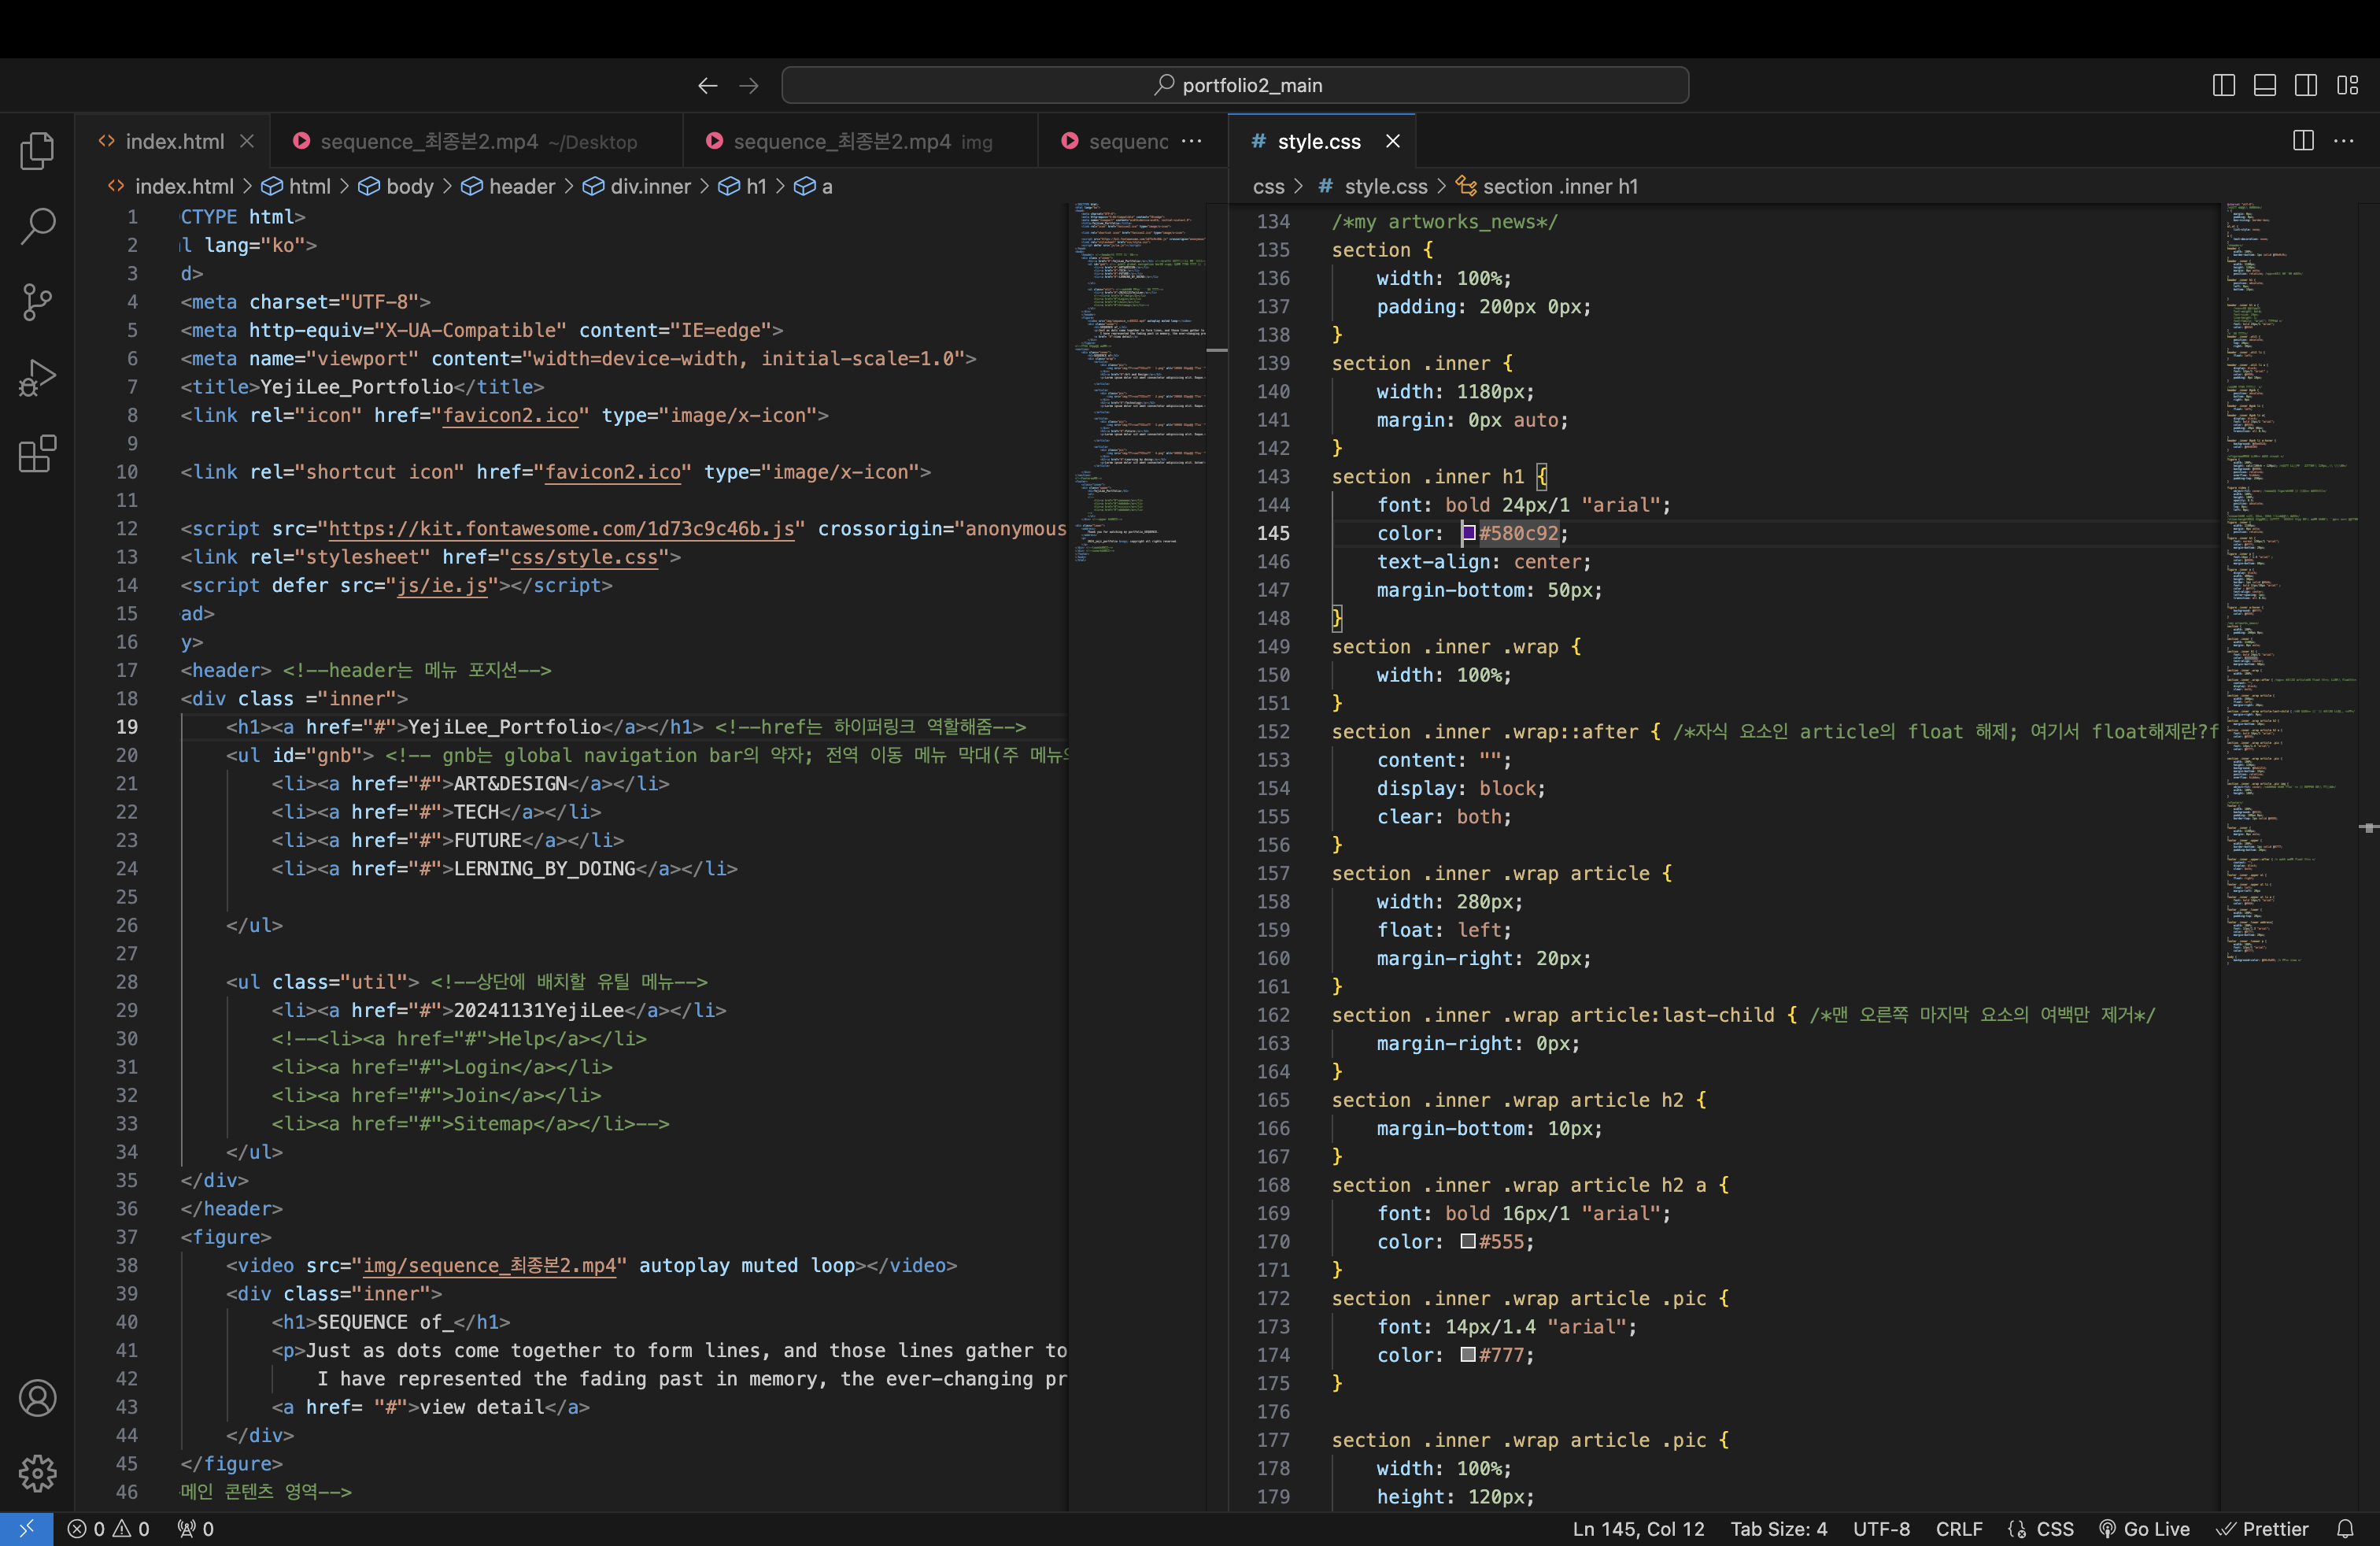 portfolio2_main
index.html
sequence_최종본2.mp4 ~/Desktop
sequence_최종본2.mp4 img
sequenc
index.html > html > body > header > div.inner > h1 > a
1 CTYPE html>
2 l lang="ko">
3 d>
4 <meta charset="UTF-8">
5 <meta http-equiv="X-UA-Compatible" content="IE=edge">
6 <meta name="viewport" content="width=device-width, initial-scale=1.0">
7 <title>YejiLee_Portfolio</title>
8 <link rel="icon" href="favicon2.ico" type="image/x-icon">
9
10 <link rel="shortcut icon" href="favicon2.ico" type="image/x-icon">
11
12 <script src="https://kit.fontawesome.com/1d73c9c46b.js" crossorigin="anonymous
13 <link rel="stylesheet" href="css/style.css">
14 <script defer src="js/ie.js"></script>
15 ad>
16 y>
17 <header> <!--header는 메뉴 포지션-->
18 <div class ="inner">
19 <h1><a href="#">YejiLee_Portfolio</a></h1> <!--href는 하이퍼링크 역할해줌-->
20 <ul id="gnb"> <!-- gnb는 global navigation bar의 약자; 전역 이동 메뉴 막대(주 메뉴의
21 <li><a href="#">ART&DESIGN</a></li>
22 <li><a href="#">TECH</a></li>
23 <li><a href="#">FUTURE</a></li>
24 <li><a href="#">LERNING_BY_DOING</a></li>
25
26 </ul>
27
28 <ul class="util"> <!--상단에 배치할 유틸 메뉴-->
29 <li><a href="#">20241131YejiLee</a></li>
30 <!--<li><a href="#">Help</a></li>
31 <li><a href="#">Login</a></li>
32 <li><a href="#">Join</a></li>
33 <li><a href="#">Sitemap</a></li>-->
34 </ul>
35 </div>
36 </header>
37 <figure>
38 <video src="img/sequence_최종본2.mp4" autoplay muted loop></video>
39 <div class="inner">
40 <h1>SEQUENCE of_</h1>
41 <p>Just as dots come together to form lines, and those lines gather to
42 I have represented the fading past in memory, the ever-changing pr
43 <a href= "#">view detail</a>
44 </div>
45 </figure>
46 메인 콘텐츠 영역-->
# style.css
css > # style.css > section .inner h1
134 /*my artworks_news*/
135 section {
136 width: 100%;
137 padding: 200px 0px;
138 }
139 section .inner {
140 width: 1180px;
141 margin: 0px auto;
142 }
143 section .inner h1 {
144 font: bold 24px/1 "arial";
145 color: #580c92;
146 text-align: center;
147 margin-bottom: 50px;
148 }
149 section .inner .wrap {
150 width: 100%;
151 }
152 section .inner .wrap::after { /*자식 요소인 article의 float 해제; 여기서 float해제란?f
153 content: "";
154 display: block;
155 clear: both;
156 }
157 section .inner .wrap article {
158 width: 280px;
159 float: left;
160 margin-right: 20px;
161 }
162 section .inner .wrap article:last-child { /*맨 오른쪽 마지막 요소의 여백만 제거*/
163 margin-right: 0px;
164 }
165 section .inner .wrap article h2 {
166 margin-bottom: 10px;
167 }
168 section .inner .wrap article h2 a {
169 font: bold 16px/1 "arial";
170 color: #555;
171 }
172 section .inner .wrap article .pic {
173 font: 14px/1.4 "arial";
174 color: #777;
175 }
176
177 section .inner .wrap article .pic {
178 width: 100%;
179 height: 120px;
0 0 0
Ln 145, Col 12 Tab Size: 4 UTF-8 CRLF CSS Go Live Prettier